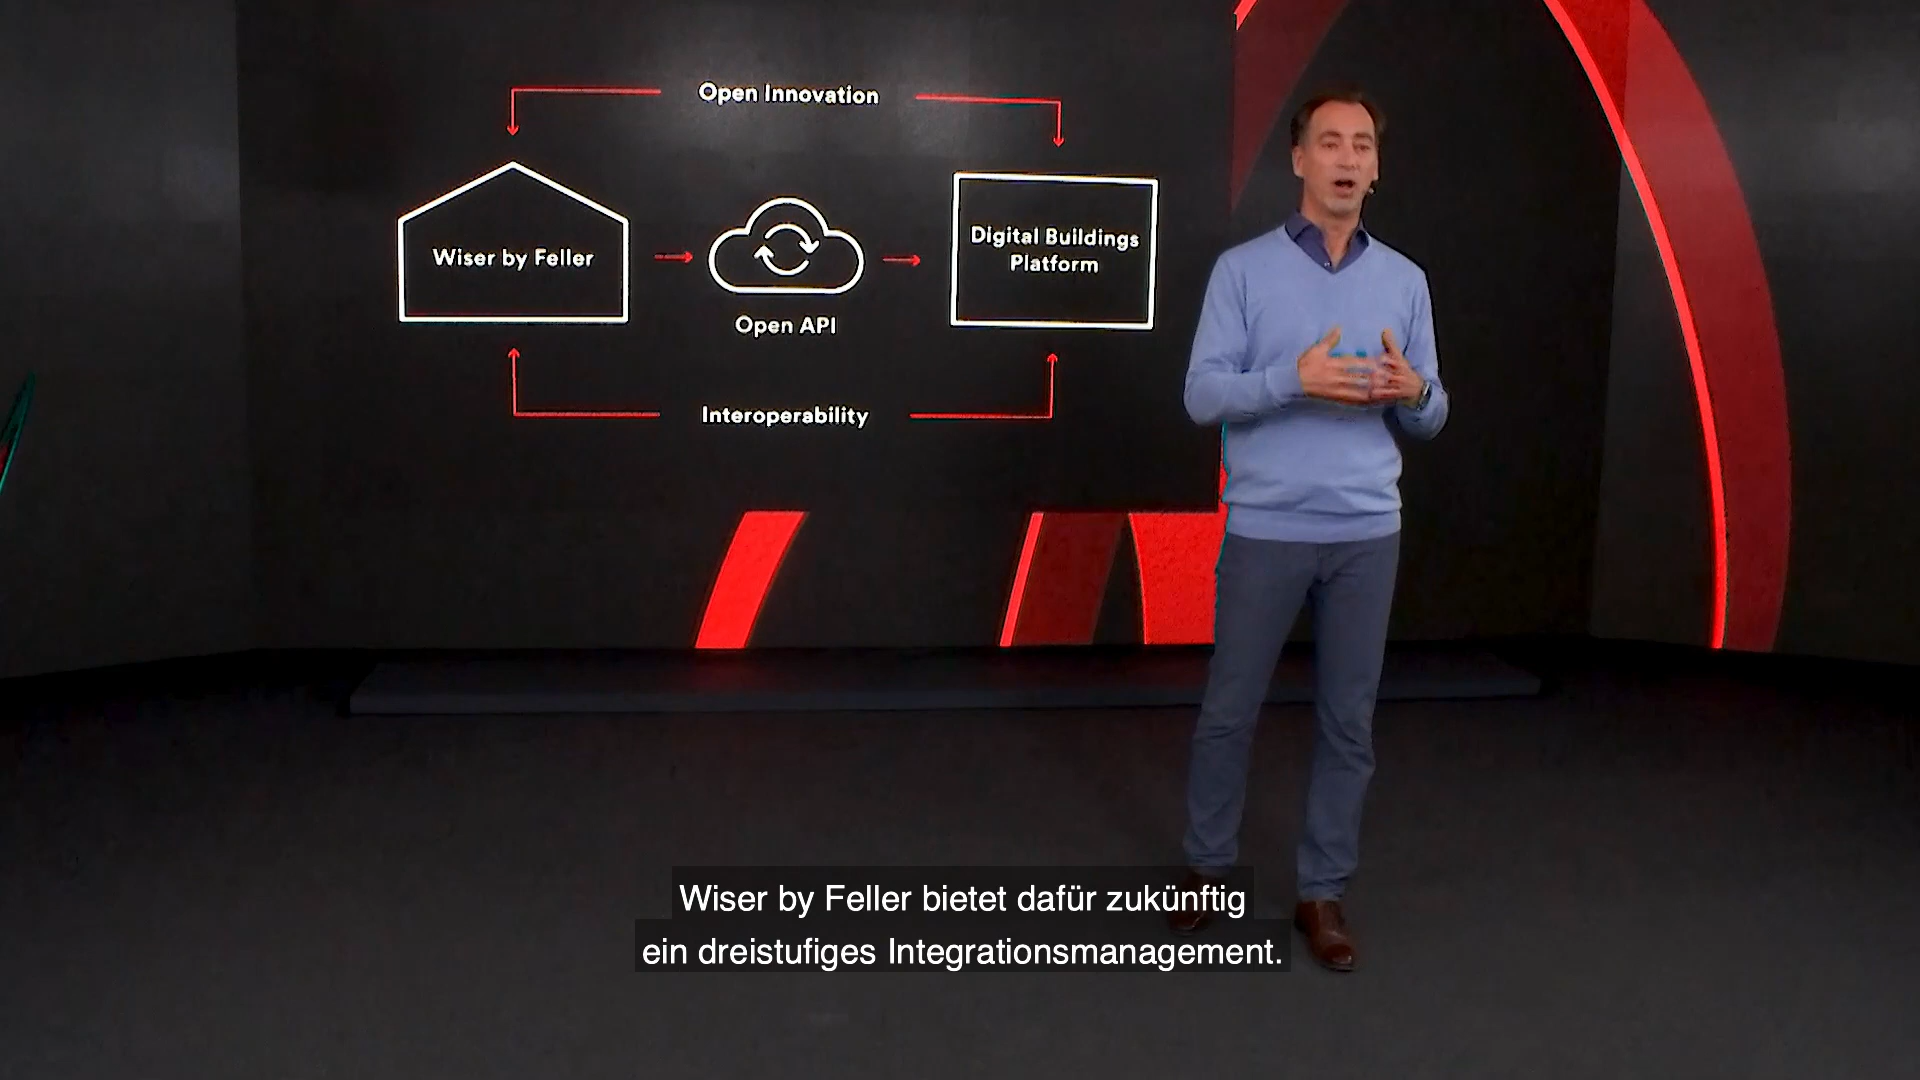 Open Innovation
Wiser by Feller
Open API
Digital Buildings
Platform
Interoperability
Wiser by Feller bietet dafür zukünftig
ein dreistufiges Integrationsmanagement.